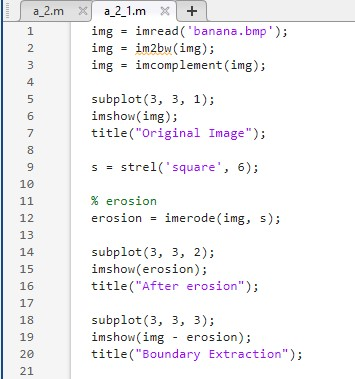 a_2.m × a_2_1.m × +
1 img = imread('banana.bmp');
2 img = im2bw(img);
3 img = imcomplement(img);
4
5 subplot(3, 3, 1);
6 imshow(img);
7 title("Original Image");
8
9 s = strel('square', 6);
10
11 % erosion
12 erosion = imerode(img, s);
13
14 subplot(3, 3, 2);
15 imshow(erosion);
16 title("After erosion");
17
18 subplot(3, 3, 3);
19 imshow(img - erosion);
20 title("Boundary Extraction");
21